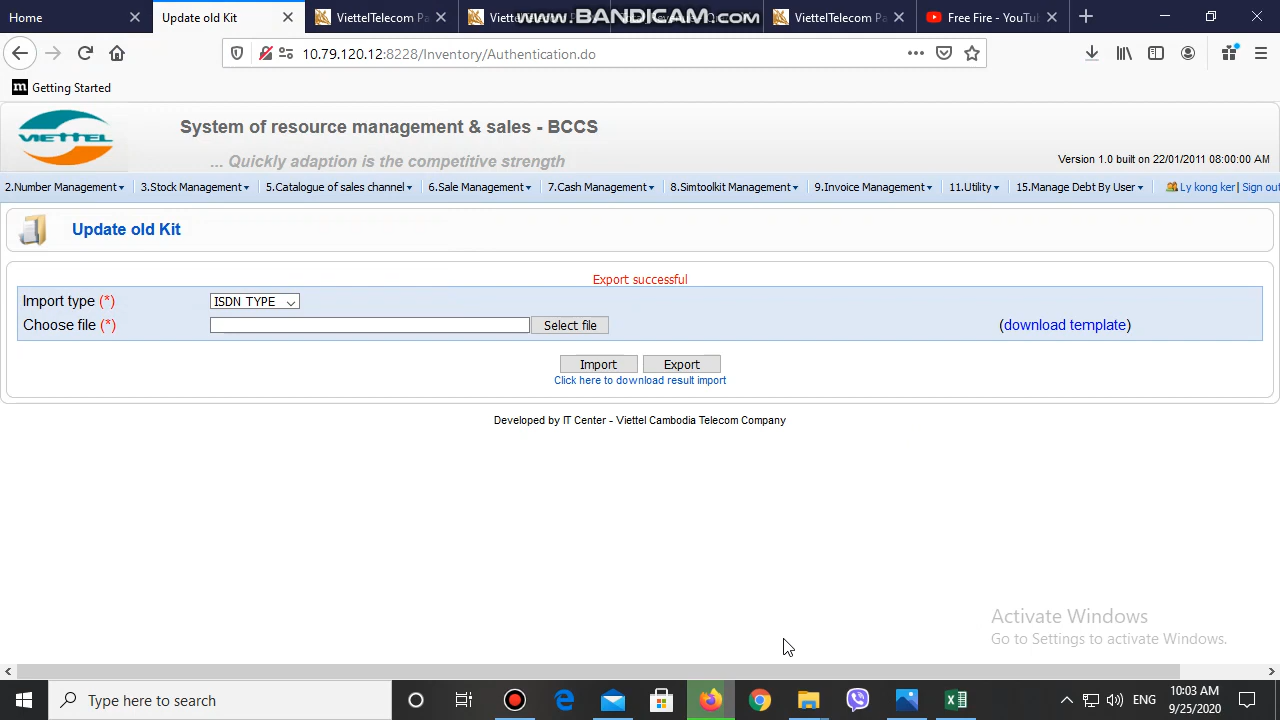 Home
Update old Kit
ViettelTelecom Pa
Viettel
ViettelTelecom Pa
Free Fire - YouTu
www.BANDICAM.com
10.79.120.12:8228/Inventory/Authentication.do
m Getting Started
VIETTEL
System of resource management & sales - BCCS
... Quickly adaption is the competitive strength
Version 1.0 built on 22/01/2011 08:00:00 AM
2.Number Management 3.Stock Management 5.Catalogue of sales channel 6.Sale Management 7.Cash Management 8.Simtoolkit Management 9.Invoice Management 11.Utility 15.Manage Debt By User Ly kong ker | Sign out
Update old Kit
Export successful
Import type (*) ISDN TYPE
Choose file (*) Select file (download template)
Import Export
Click here to download result import
Developed by IT Center - Viettel Cambodia Telecom Company
Activate Windows
Go to Settings to activate Windows.
Type here to search
ENG
10:03 AM
9/25/2020